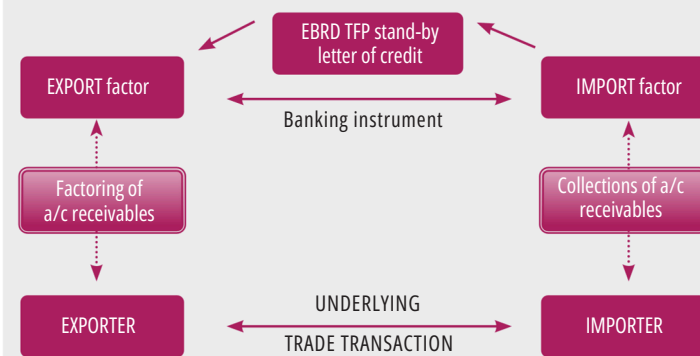 EBRD TFP stand-by
letter of credit
EXPORT factor
IMPORT factor
Banking instrument
Factoring of
a/c receivables
Collections of a/c
receivables
UNDERLYING
EXPORTER
IMPORTER
TRADE TRANSACTION